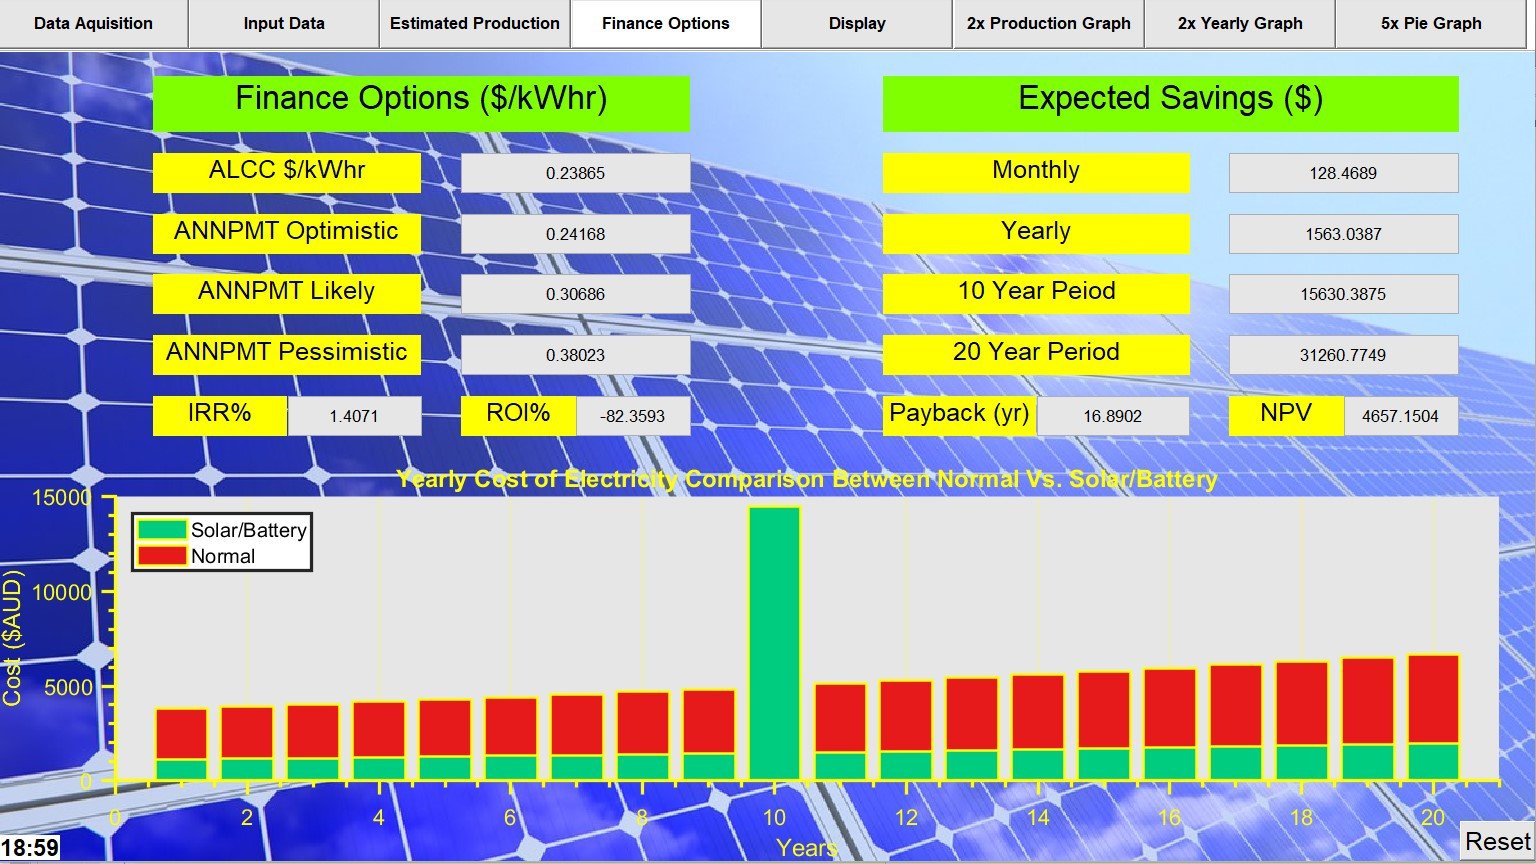 Data Aquisition
Input Data
Estimated Production
Finance Options
Display
2x Production Graph
2x Yearly Graph
5x Pie Graph
Finance Options ($/kWhr)
ALCC $/kWhr 0.23865
ANNPMT Optimistic 0.24168
ANNPMT Likely 0.30686
ANNPMT Pessimistic 0.38023
IRR% 1.4071 ROI% -82.3593
Expected Savings ($)
Monthly 128.4689
Yearly 1563.0387
10 Year Peiod 15630.3875
20 Year Period 31260.7749
Payback (yr) 16.8902 NPV 4657.1504
Yearly Cost of Electricity Comparison Between Normal Vs. Solar/Battery
15000
10000
5000
0
Cost ($AUD)
Solar/Battery
Normal
0 2 4 6 8 10 12 14 16 18 20
Years
18:59
Reset